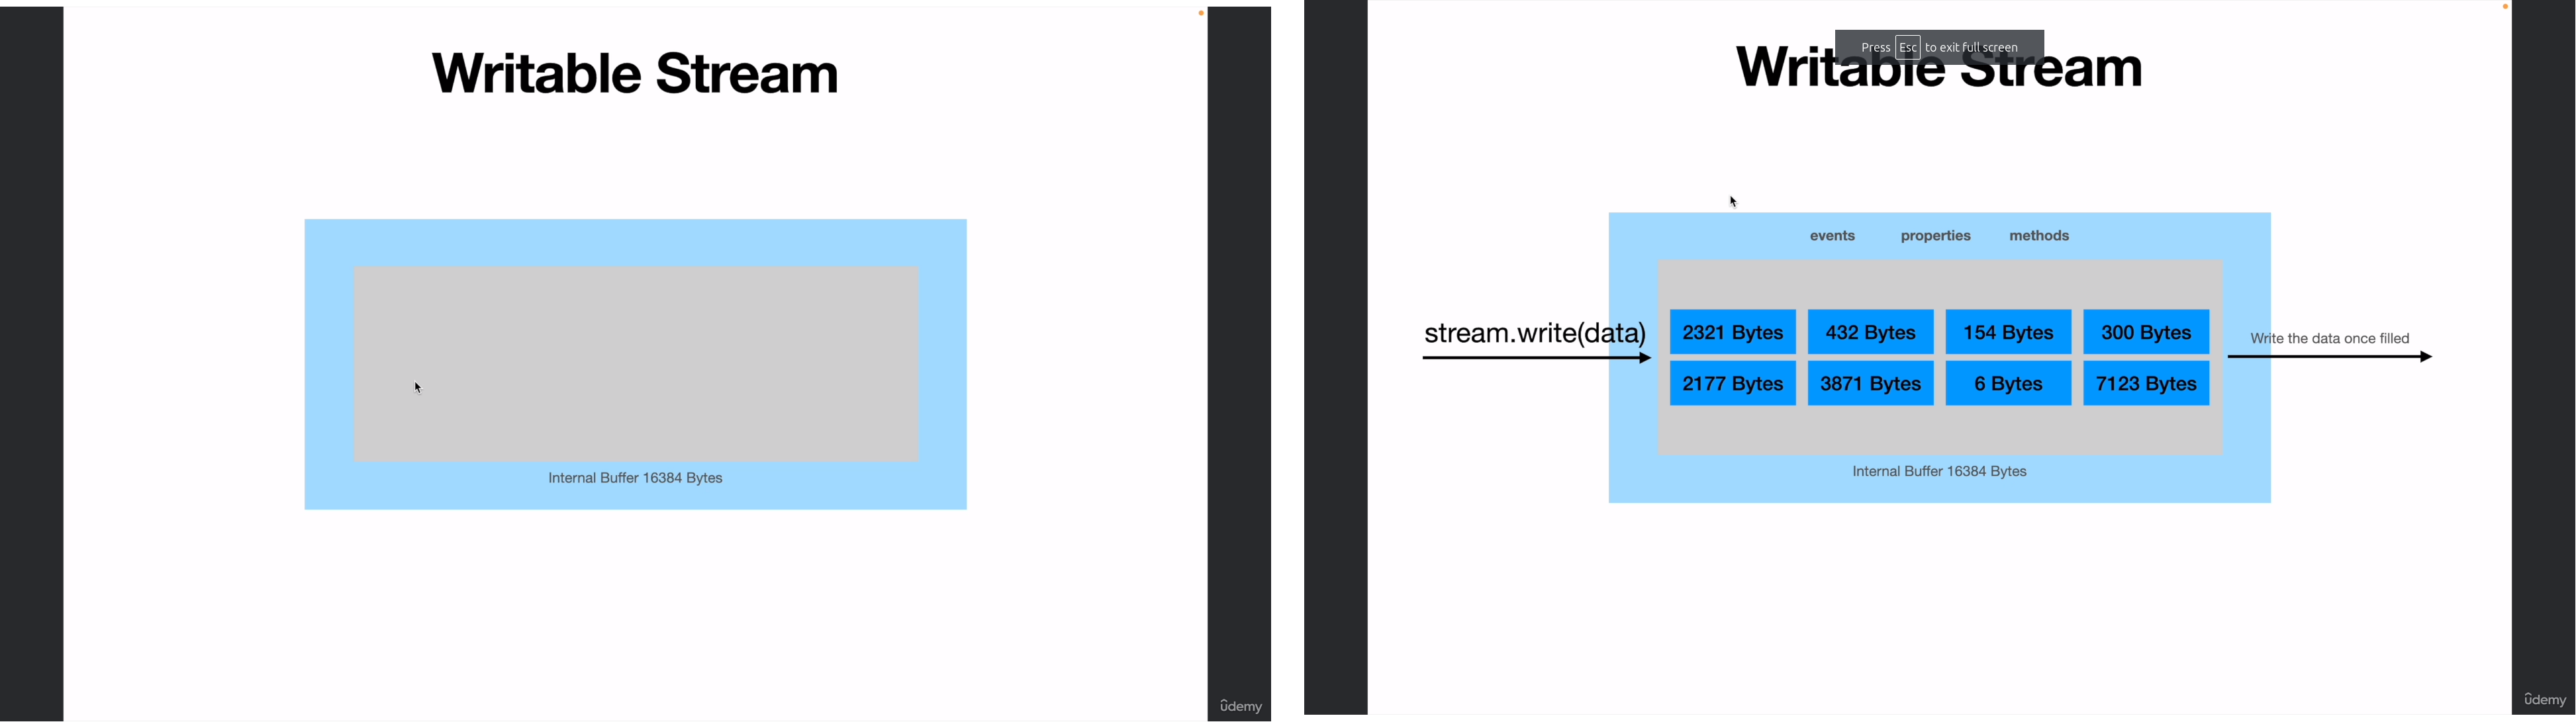 Writable Stream
Internal Buffer 16384 Bytes
ûdemy
Press Esc to exit full screen
Writable Stream
events properties methods
stream.write(data)
2321 Bytes 432 Bytes 154 Bytes 300 Bytes
2177 Bytes 3871 Bytes 6 Bytes 7123 Bytes
Write the data once filled
Internal Buffer 16384 Bytes
ûdemy